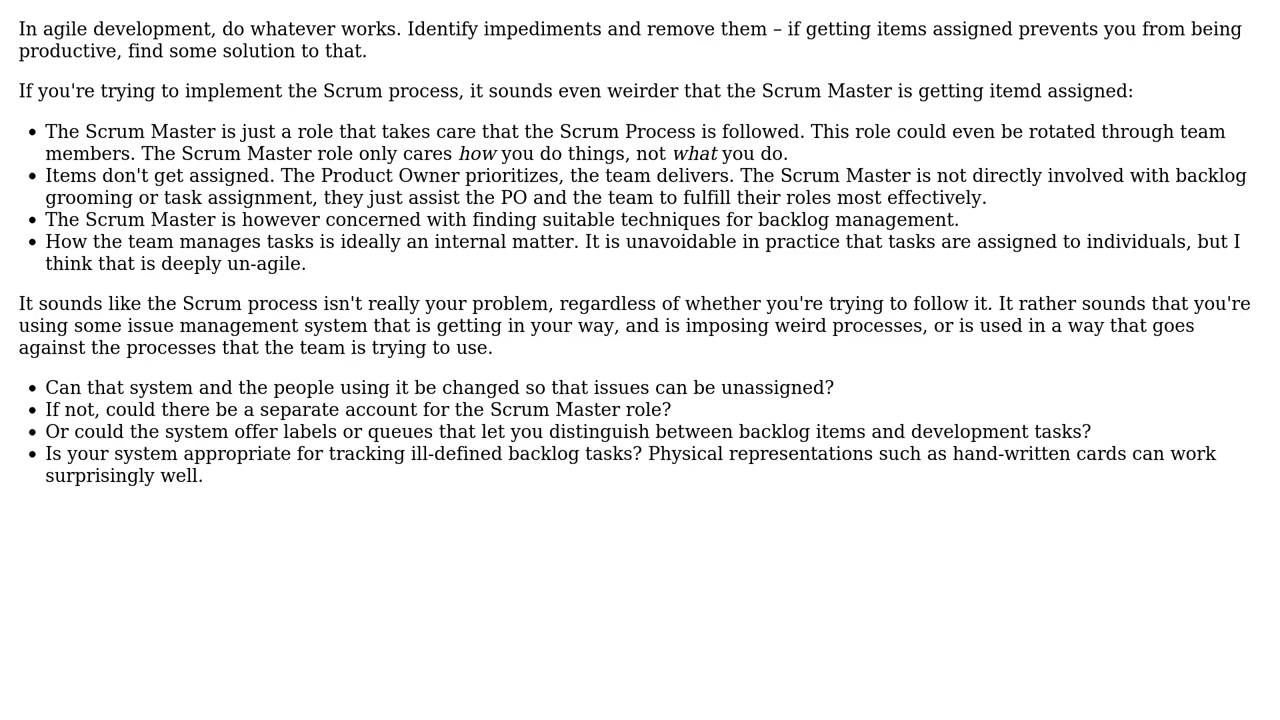 In agile development, do whatever works. Identify impediments and remove them – if getting items assigned prevents you from being
productive, find some solution to that.
If you're trying to implement the Scrum process, it sounds even weirder that the Scrum Master is getting itemd assigned:
• The Scrum Master is just a role that takes care that the Scrum Process is followed. This role could even be rotated through team
members. The Scrum Master role only cares how you do things, not what you do.
• Items don't get assigned. The Product Owner prioritizes, the team delivers. The Scrum Master is not directly involved with backlog
grooming or task assignment, they just assist the PO and the team to fulfill their roles most effectively.
• The Scrum Master is however concerned with finding suitable techniques for backlog management.
• How the team manages tasks is ideally an internal matter. It is unavoidable in practice that tasks are assigned to individuals, but I
think that is deeply un-agile.
It sounds like the Scrum process isn't really your problem, regardless of whether you're trying to follow it. It rather sounds that you're
using some issue management system that is getting in your way, and is imposing weird processes, or is used in a way that goes
against the processes that the team is trying to use.
• Can that system and the people using it be changed so that issues can be unassigned?
• If not, could there be a separate account for the Scrum Master role?
• Or could the system offer labels or queues that let you distinguish between backlog items and development tasks?
• Is your system appropriate for tracking ill-defined backlog tasks? Physical representations such as hand-written cards can work
surprisingly well.